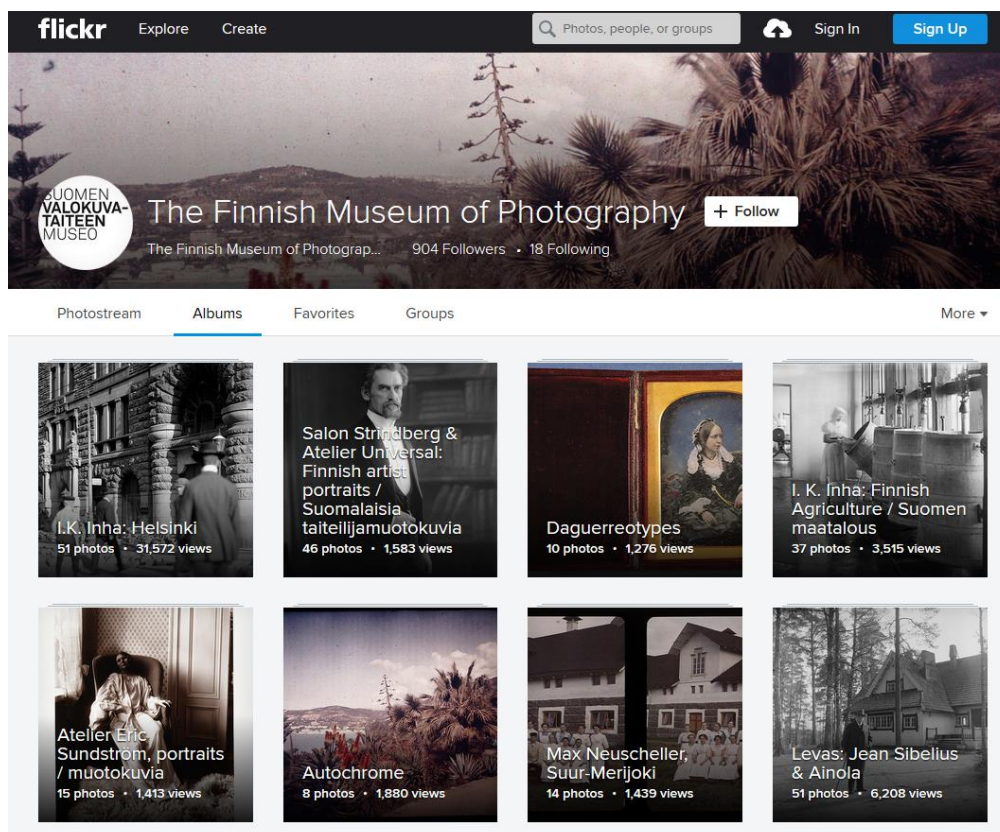 flickr Explore Create Photos, people, or groups Sign In Sign Up
SUOMEN
VALOKUVA-
TAITEEN
MUSEO
The Finnish Museum of Photography + Follow
The Finnish Museum of Photograp... 904 Followers • 18 Following
Photostream Albums Favorites Groups More
I.K. Inha: Helsinki
51 photos • 31,572 views
Salon Strindberg &
Atelier Universal:
Finnish artist
portraits /
Suomalaisia
taiteilijamuotokuvia
46 photos • 1,583 views
Daguerreotypes
10 photos • 1,276 views
I. K. Inha: Finnish
Agriculture / Suomen
maatalous
37 photos • 3,515 views
Atelier Eric
Sundström, portraits
/ muotokuvia
15 photos • 1,413 views
Autochrome
8 photos • 1,880 views
Max Neuscheller,
Suur-Merijoki
14 photos • 1,439 views
Levas: Jean Sibelius
& Ainola
51 photos • 6,208 views